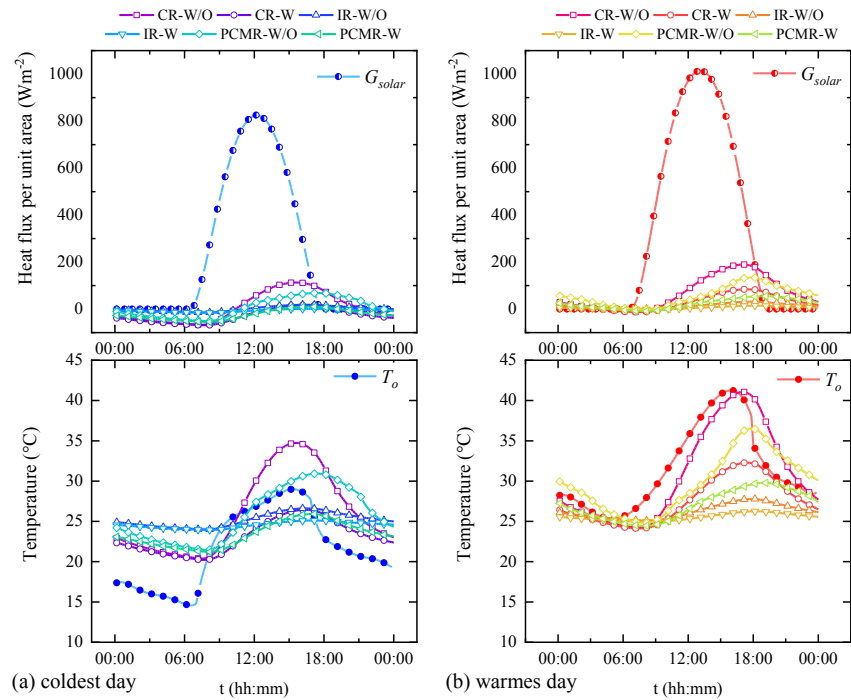 CR-W/O CR-W IR-W/O
IR-W PCMR-W/O PCMR-W
CR-W/O CR-W IR-W/O
IR-W PCMR-W/O PCMR-W
Heat flux per unit area (Wm-2)
1000
800
600
400
200
0
Gsolar
00:00 06:00 12:00 18:00 00:00
Heat flux per unit area (Wm-2)
1000
800
600
400
200
0
Gsolar
00:00 06:00 12:00 18:00 00:00
Temperature (°C)
45
40
35
30
25
20
15
10
To
00:00 06:00 12:00 18:00 00:00
t (hh:mm)
(a) coldest day
Temperature (°C)
45
40
35
30
25
20
15
10
To
00:00 06:00 12:00 18:00 00:00
t (hh:mm)
(b) warmes day